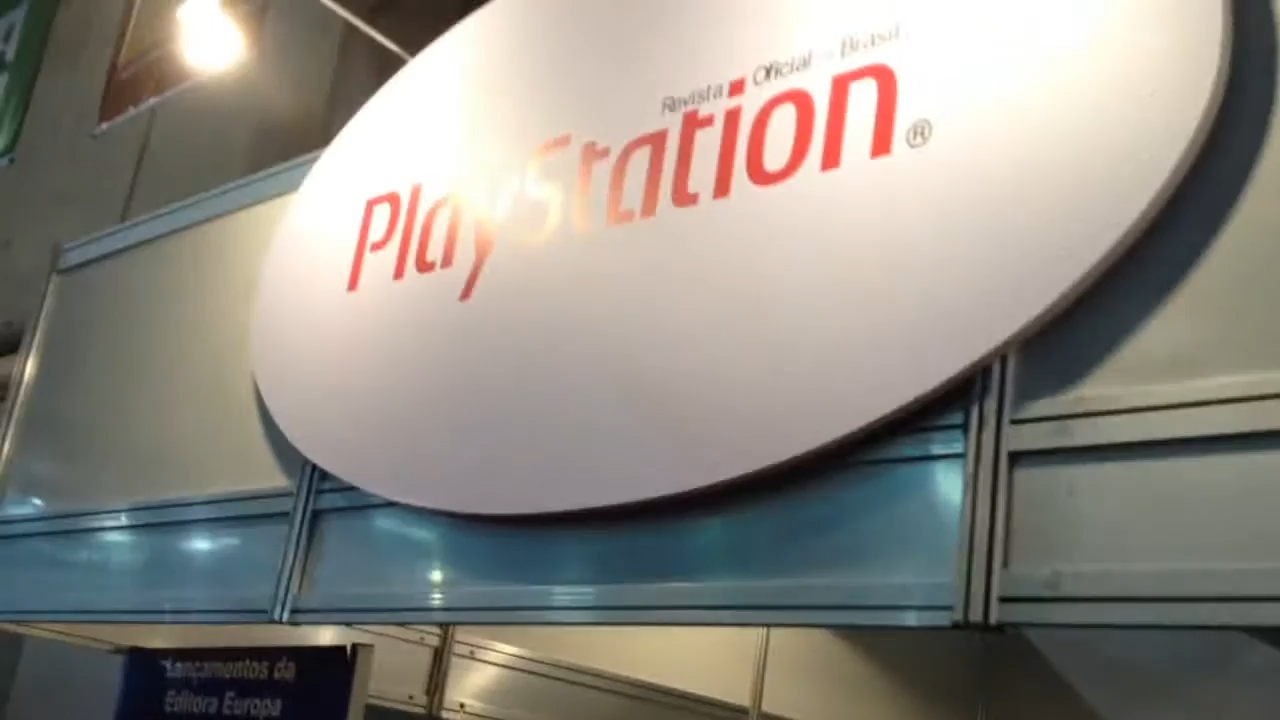 Revista Oficial - Brasil
PlayStation®
Lançamentos da
Editora Europa